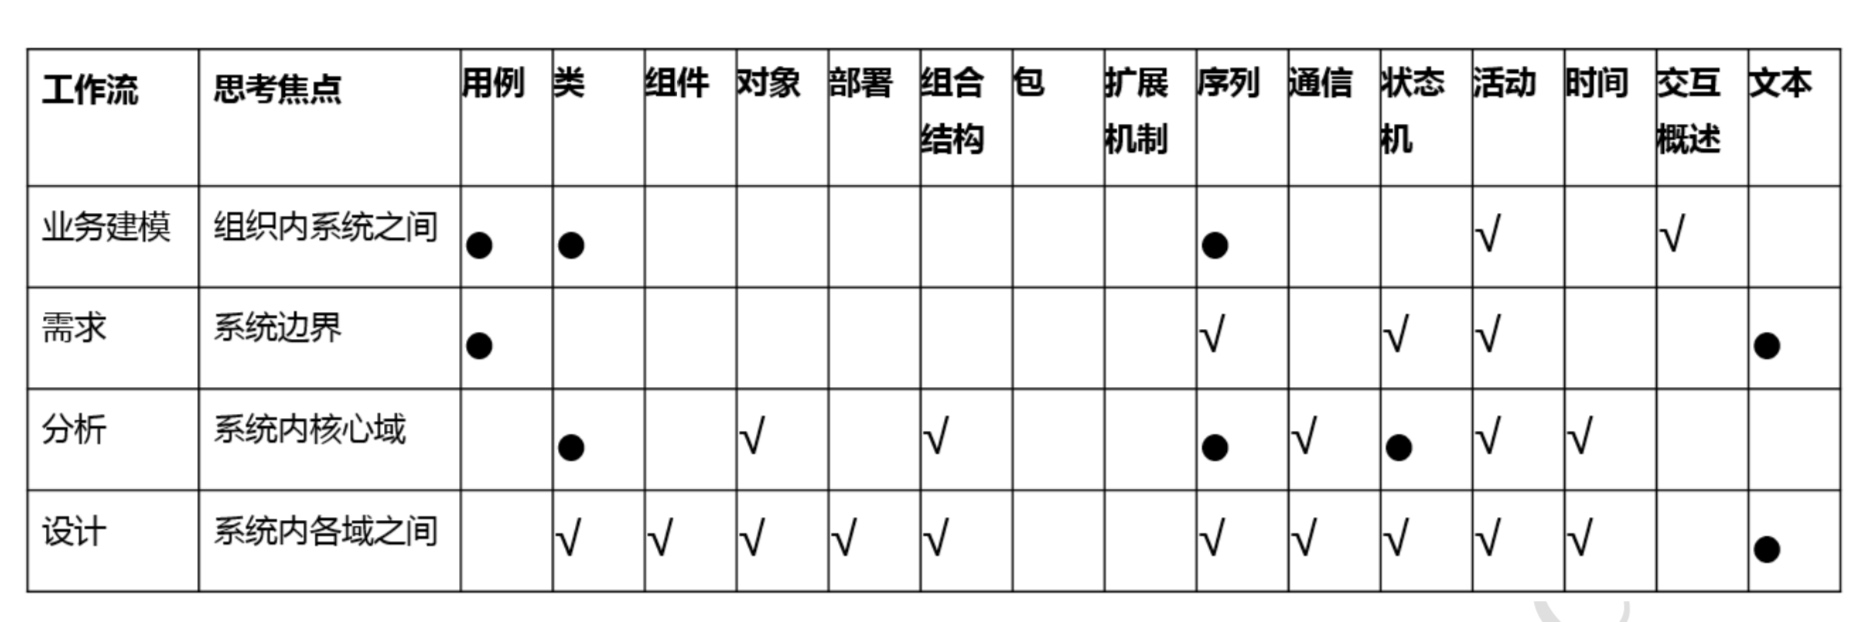 工作流 思考焦点 用例 类 组件 对象 部署 组合结构 包 扩展机制 序列 通信 状态机 活动 时间 交互概述 文本
业务建模 组织内系统之间 ● ● ● √ √
需求 系统边界 ● √ √ √ ●
分析 系统内核心域 ● √ √ ● √ ● √ √
设计 系统内各域之间 √ √ √ √ √ √ √ √ √ √ ●